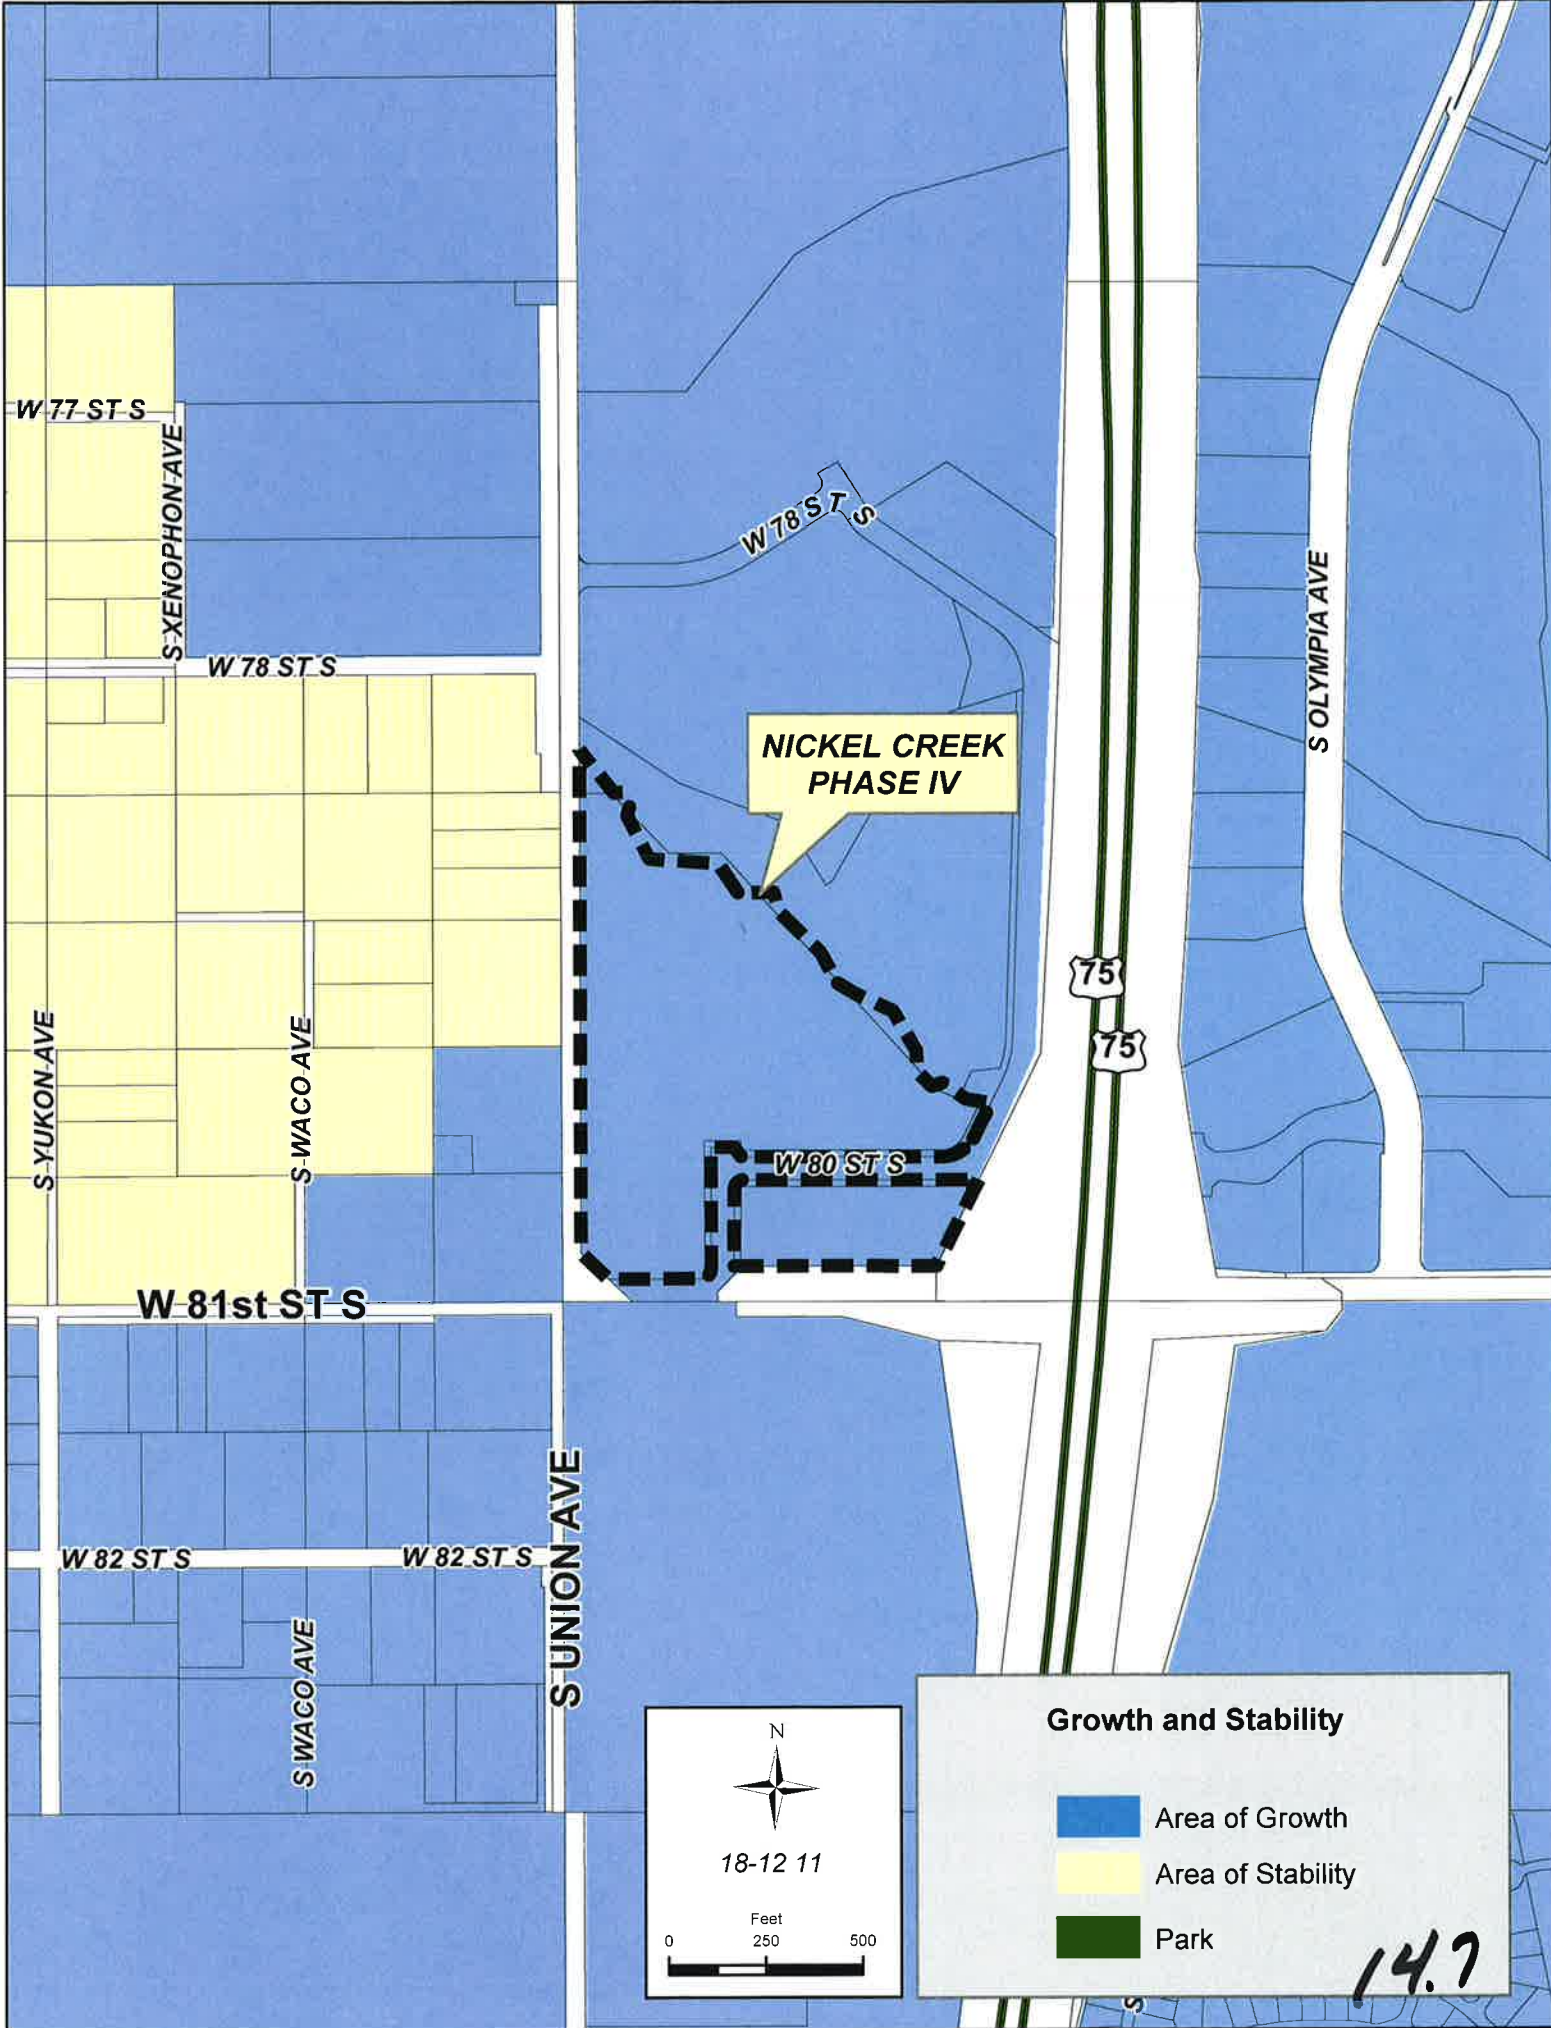 W 77 ST S
S XENOPHON AVE
W 78 ST S
W 78 ST S
S OLYMPIA AVE
NICKEL CREEK
PHASE IV
75
75
S YUKON AVE
S WACO AVE
W 80 ST S
W 81st ST S
S UNION AVE
W 82 ST S
W 82 ST S
S WACO AVE
N
18-12 11
Feet
0 250 500
Growth and Stability
Area of Growth
Area of Stability
Park
14.7
S